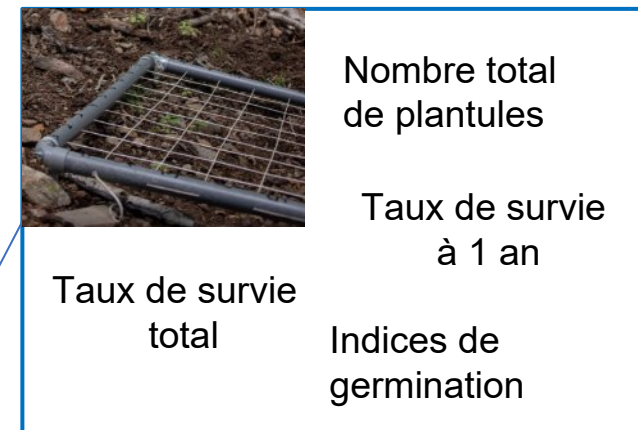 Nombre total
de plantules
Taux de survie
à 1 an
Taux de survie
total
Indices de
germination